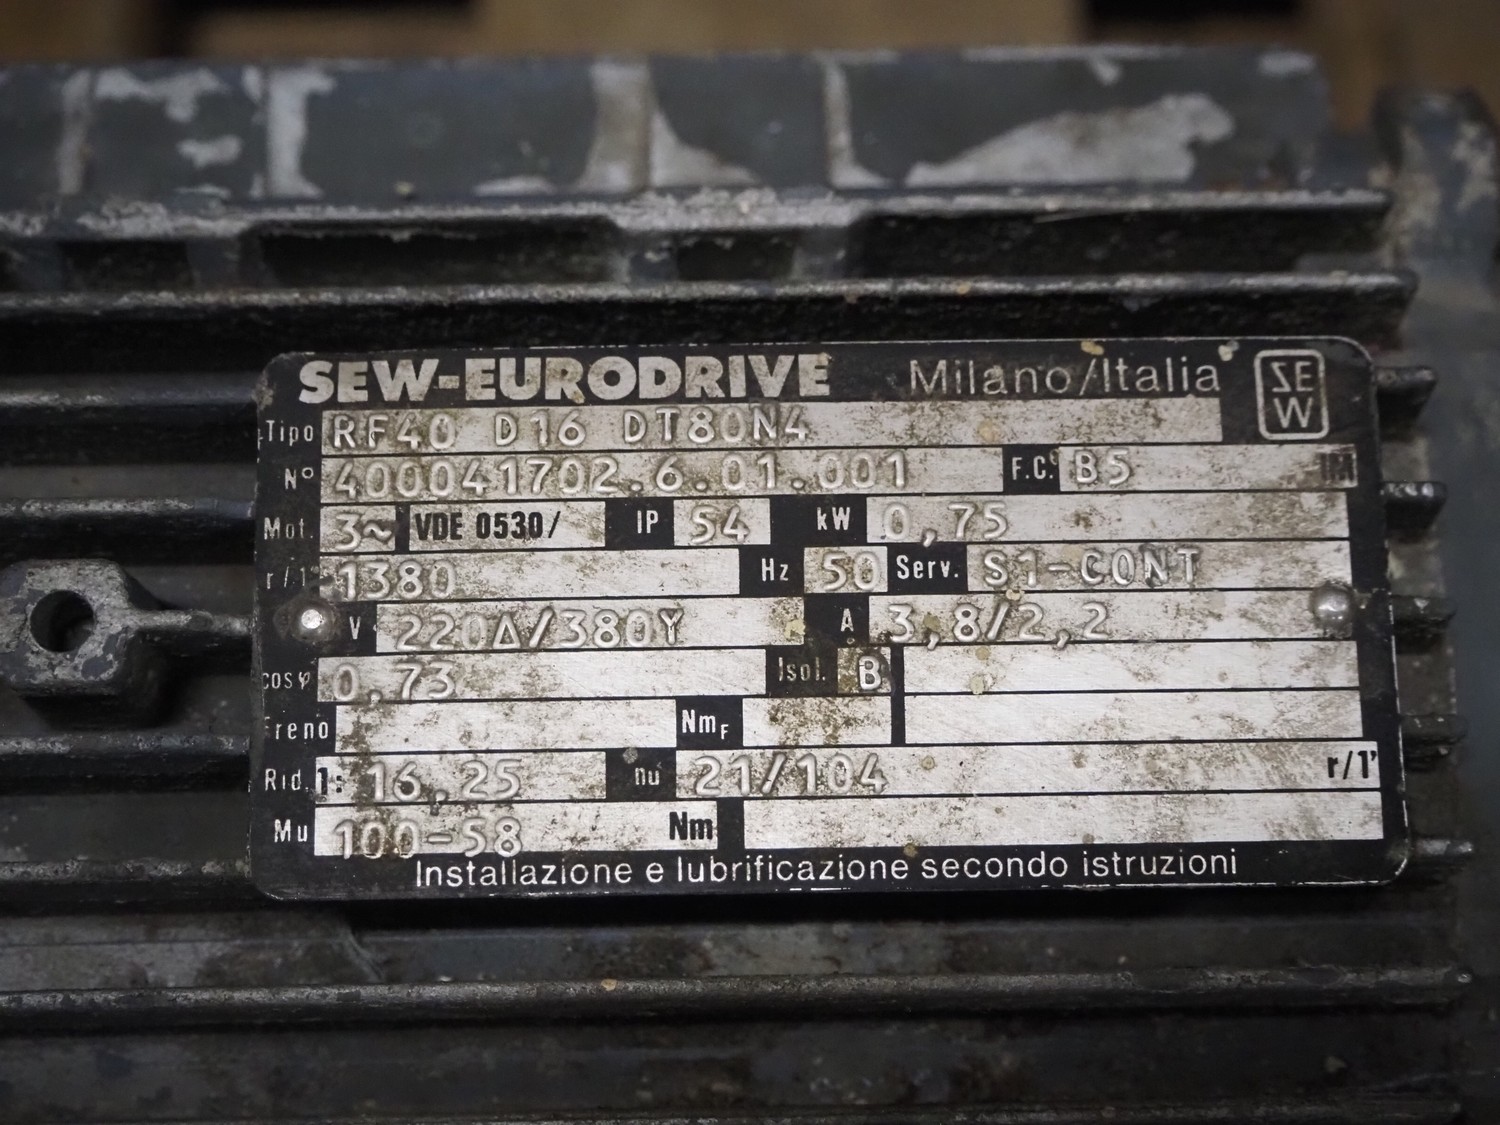 SEW-EURODRIVE Milano/Italia SEW
Tipo RF40 D16 DT80N4
Nº 400041702.6.01.001 F.C. B5 IM
Mot. 3~ VDE 0530/ IP 54 kW 0,75
r/1' 1380 Hz 50 Serv. S1-CONT
V 220Δ/380Y A 3,8/2,2
cosφ 0.73 Isol. B
Freno NmF
Rid. 1: 16,25 nu 21/104 r/1'
Mu 100-58 Nm
Installazione e lubrificazione secondo istruzioni